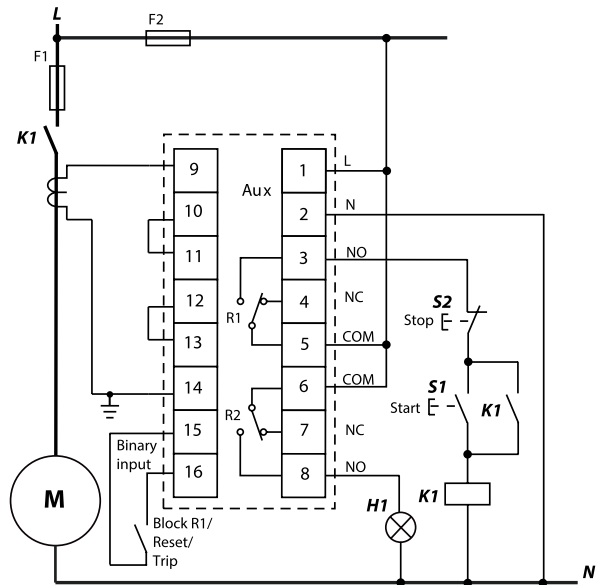 L
F2
F1
K1
9
10
11
12
13
14
15
16
Aux
R1
R2
1
2
3
4
5
6
7
8
L
N
NO
NC
COM
COM
NC
NO
S2
Stop
S1
Start
K1
K1
H1
M
Binary
input
Block R1/
Reset/
Trip
N